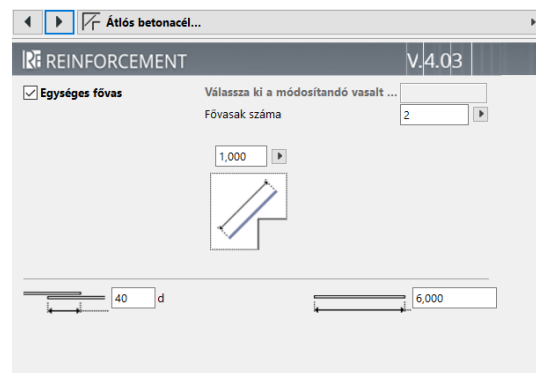 Átlós betonacél...
REINFORCEMENT V.4.03
Egységes fővas Válassza ki a módosítandó vasalt ...
Fővasak száma 2
1,000
40 d 6,000